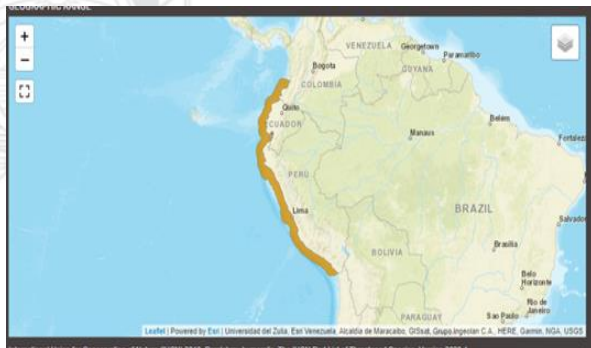 GEOGRAPHIC RANGE
+
−
VENEZUELA
Georgetown
Paramaribo
Bogota
GUYANA
COLOMBIA
Quito
ECUADOR
Belem
Manaus
Fortalez
PERU
Lima
BRAZIL
Salvador
Brasilia
BOLIVIA
Belo
Horizonte
Rio de
Janeiro
PARAGUAY
Sao Paulo
Leaflet | Powered by Esri | Universidad del Zulia, Esri Venezuela, Alcaldia de Maracaibo, GISsat, Grupo Ingeclan C.A., HERE, Garmin, NGA, USGS